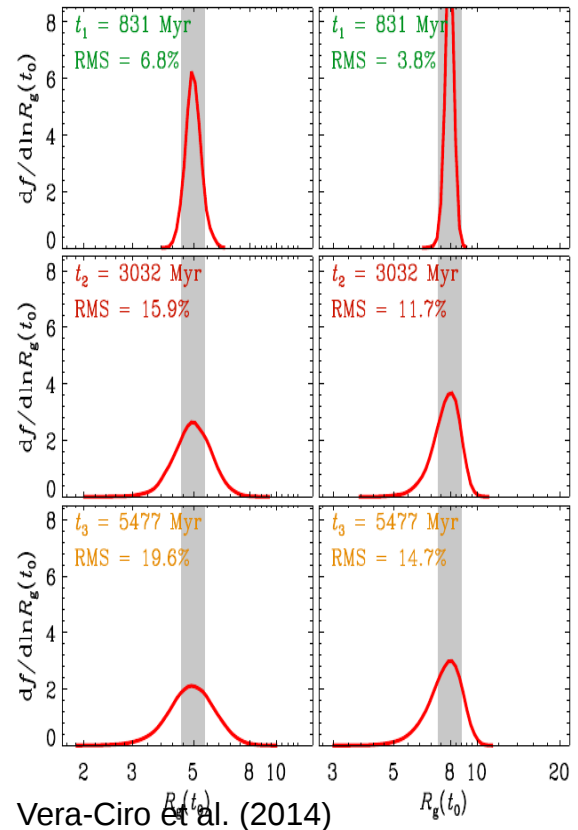 8
6
4
2
0
df/dlnRg(t0)
t1 = 831 Myr
RMS = 6.8%
t1 = 831 Myr
RMS = 3.8%
8
6
4
2
0
df/dlnRg(t0)
t2 = 3032 Myr
RMS = 15.9%
t2 = 3032 Myr
RMS = 11.7%
8
6
4
2
0
df/dlnRg(t0)
t3 = 5477 Myr
RMS = 19.6%
t3 = 5477 Myr
RMS = 14.7%
2 3 5 8 10
3 5 8 10 20
Rg(t0)
Rg(t0)
Vera-Ciro et al. (2014)